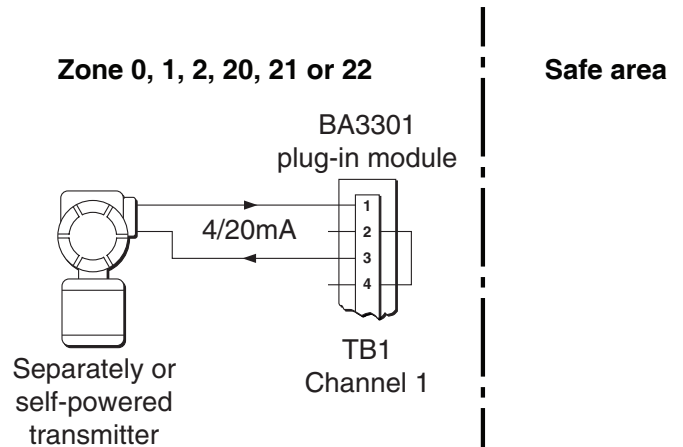 Zone 0, 1, 2, 20, 21 or 22
Safe area
BA3301
plug-in module
4/20mA
1
2
3
4
TB1
Channel 1
Separately or
self-powered
transmitter